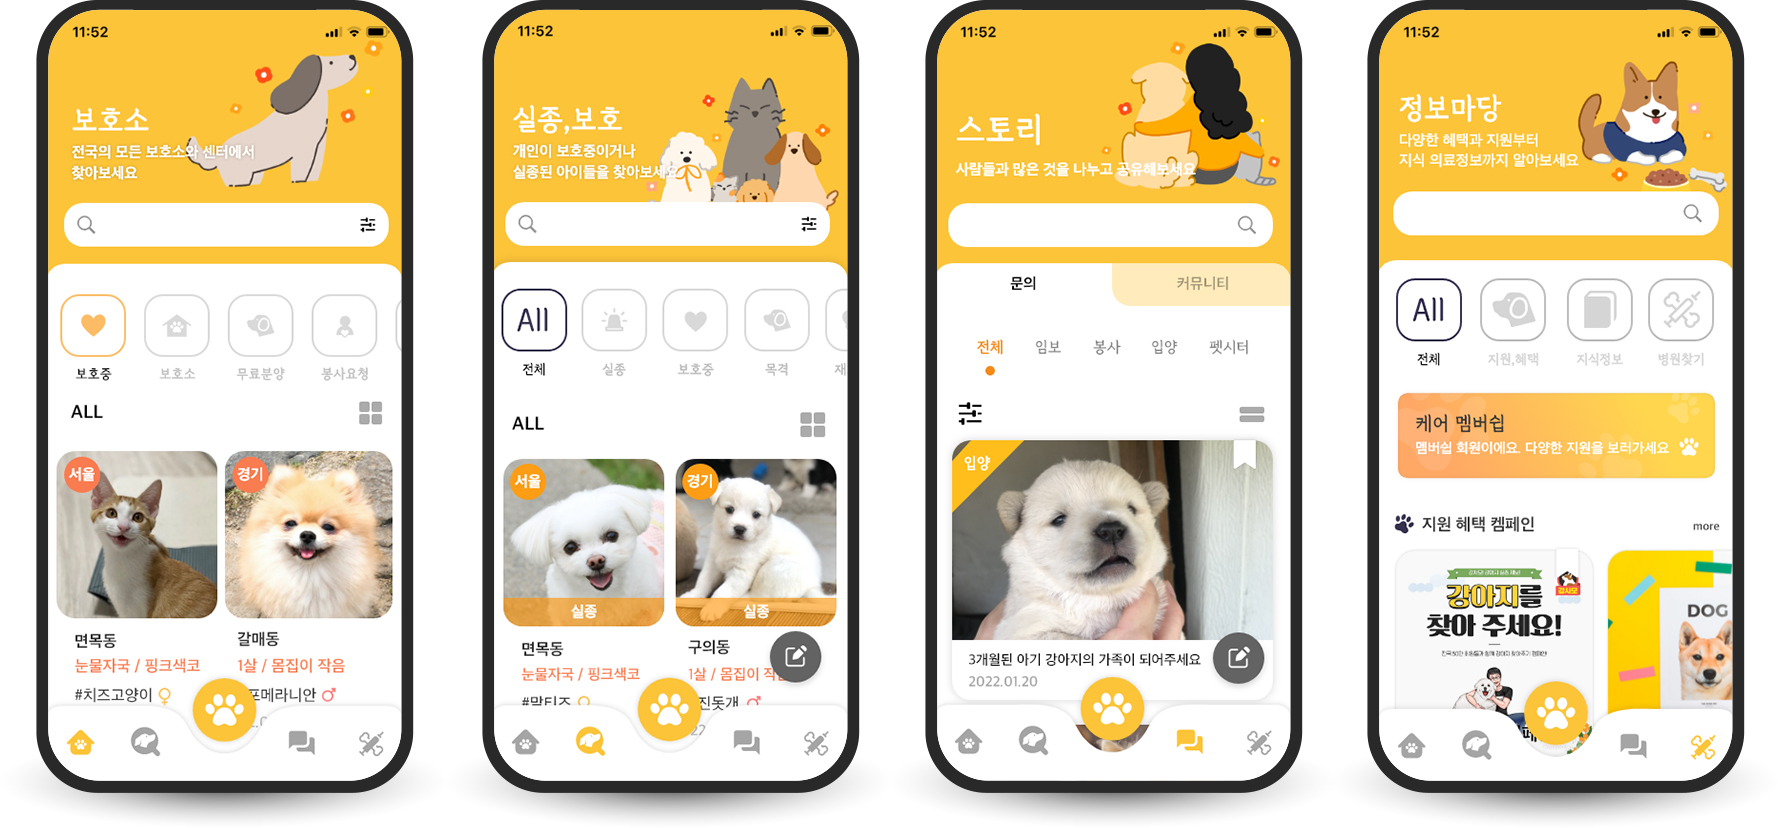 11:52
보호소
전국의 모든 보호소와 센터에서
찾아보세요
보호중
보호소
무료분양
봉사요청
ALL
서울
경기
면목동
눈물자국 / 핑크색코
#치즈고양이
갈매동
1살 / 몸집이 작음
포메라니안
11:52
실종,보호
개인이 보호중이거나
실종된 아이들을 찾아보세요
All
전체
실종
보호중
목격
재
ALL
서울
실종
경기
실종
면목동
눈물자국 / 핑크색코
#말티즈
구의동
1살 / 몸집이 작
진돗개
11:52
스토리
사람들과 많은 것을 나누고 공유해보세요
문의
커뮤니티
전체
임보
봉사
입양
펫시터
입양
3개월된 아기 강아지의 가족이 되어주세요
2022.01.20
11:52
정보마당
다양한 혜택과 지원부터
지식 의료정보까지 알아보세요
All
전체
지원,혜택
지식정보
병원찾기
케어 멤버쉽
멤버쉽 회원이에요. 다양한 지원을 보러가세요
지원 혜택 캠페인
more
강아지를
찾아 주세요!
강사모
DOG